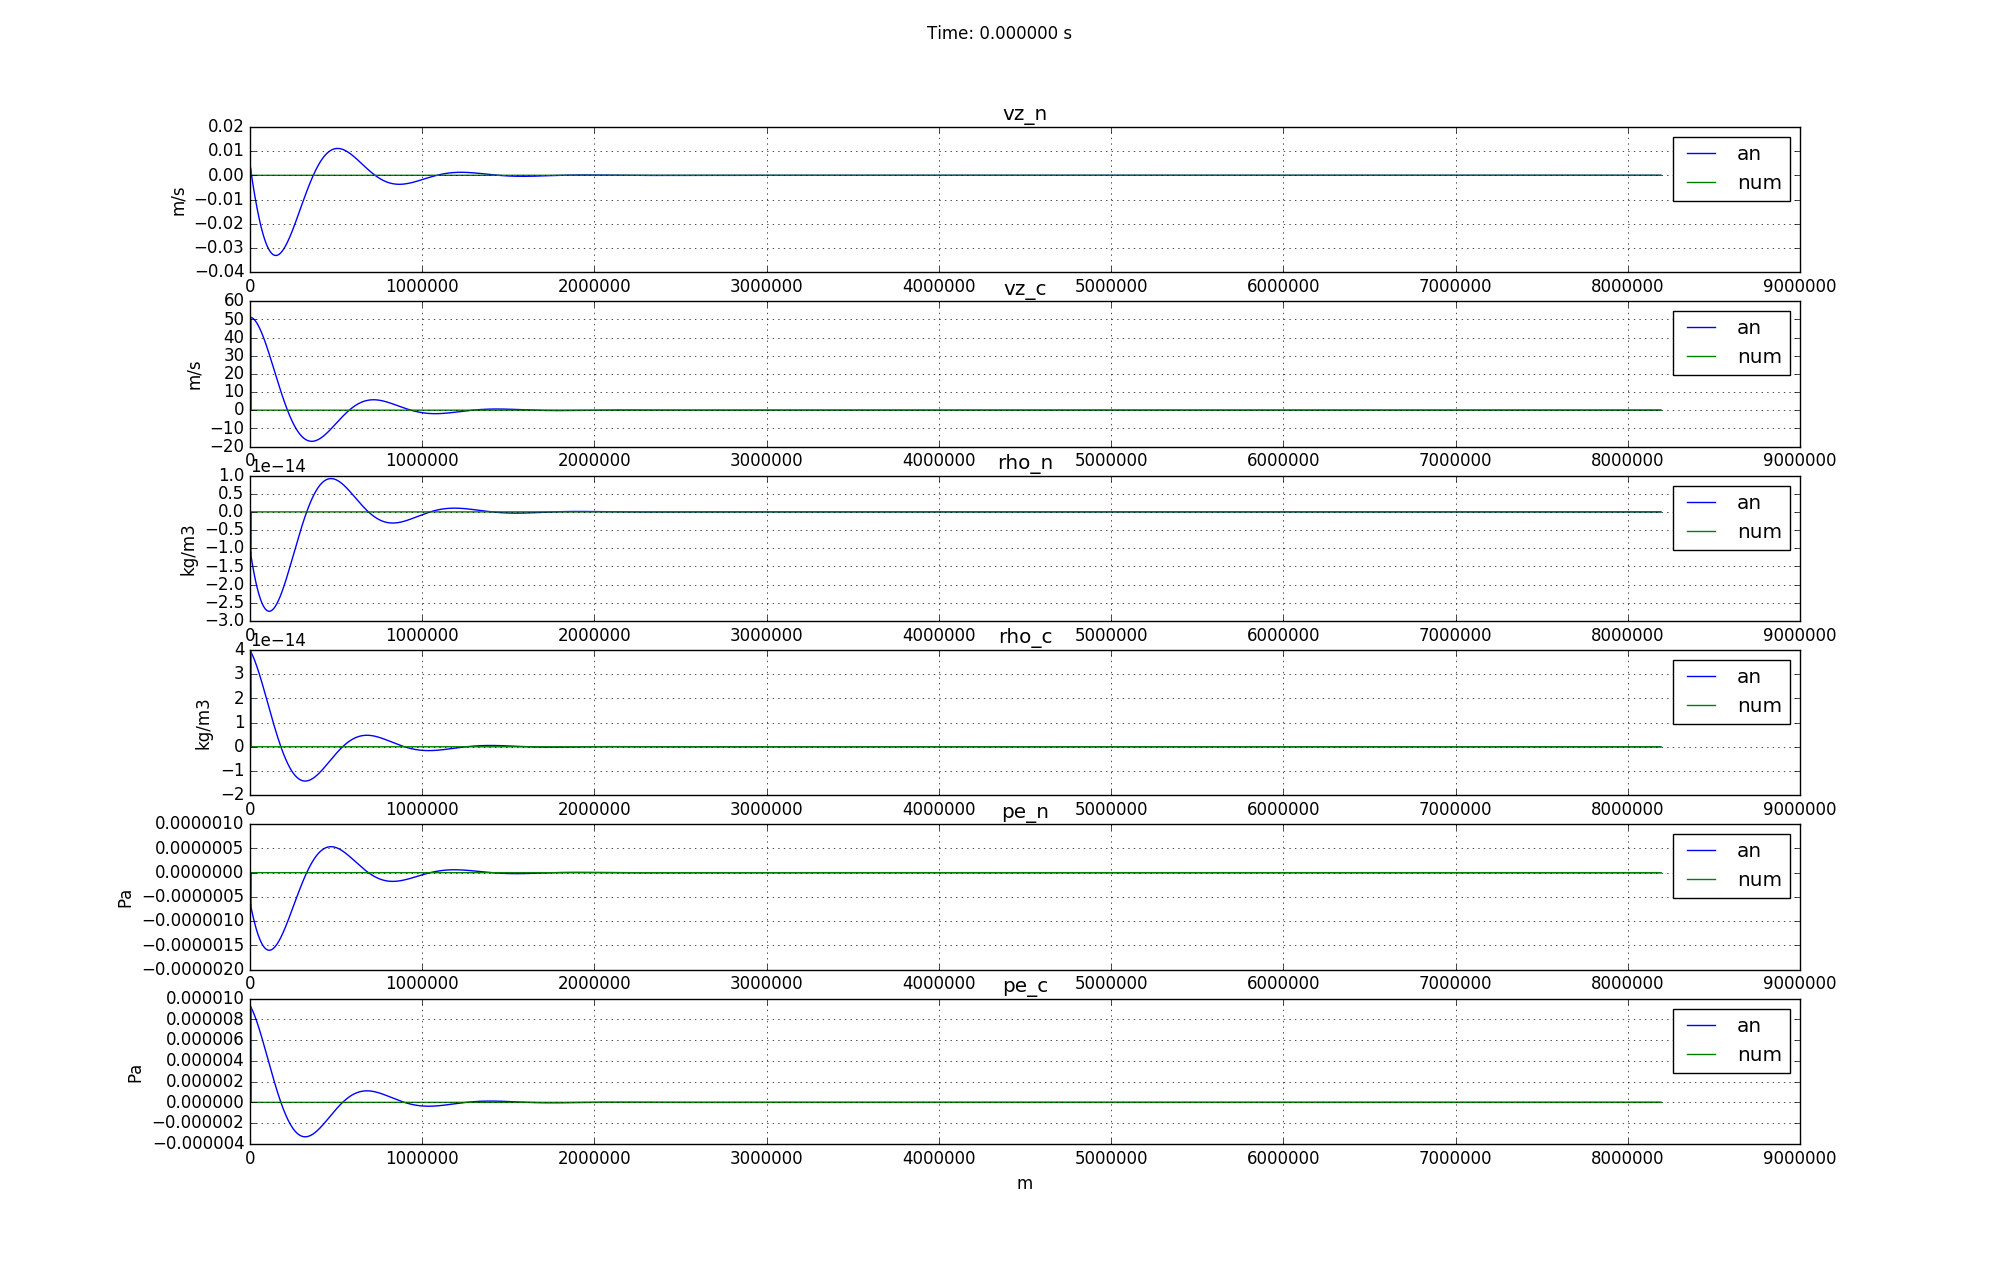 Time: 0.000000 s
vz_n
0.02
0.01
0.00
−0.01
−0.02
−0.03
−0.04
m/s
an
num
0 1000000 2000000 3000000 4000000 5000000 6000000 7000000 8000000 9000000
vz_c
60
50
40
30
20
10
0
−10
−20
m/s
an
num
0 1000000 2000000 3000000 4000000 5000000 6000000 7000000 8000000 9000000
1e−14
rho_n
1.0
0.5
0.0
−0.5
−1.0
−1.5
−2.0
−2.5
−3.0
kg/m3
an
num
0 1000000 2000000 3000000 4000000 5000000 6000000 7000000 8000000 9000000
1e−14
rho_c
4
3
2
1
0
−1
−2
kg/m3
an
num
0 1000000 2000000 3000000 4000000 5000000 6000000 7000000 8000000 9000000
pe_n
0.0000010
0.0000005
0.0000000
−0.0000005
−0.0000010
−0.0000015
−0.0000020
Pa
an
num
0 1000000 2000000 3000000 4000000 5000000 6000000 7000000 8000000 9000000
pe_c
0.000010
0.000008
0.000006
0.000004
0.000002
0.000000
−0.000002
−0.000004
Pa
an
num
0 1000000 2000000 3000000 4000000 5000000 6000000 7000000 8000000 9000000
m